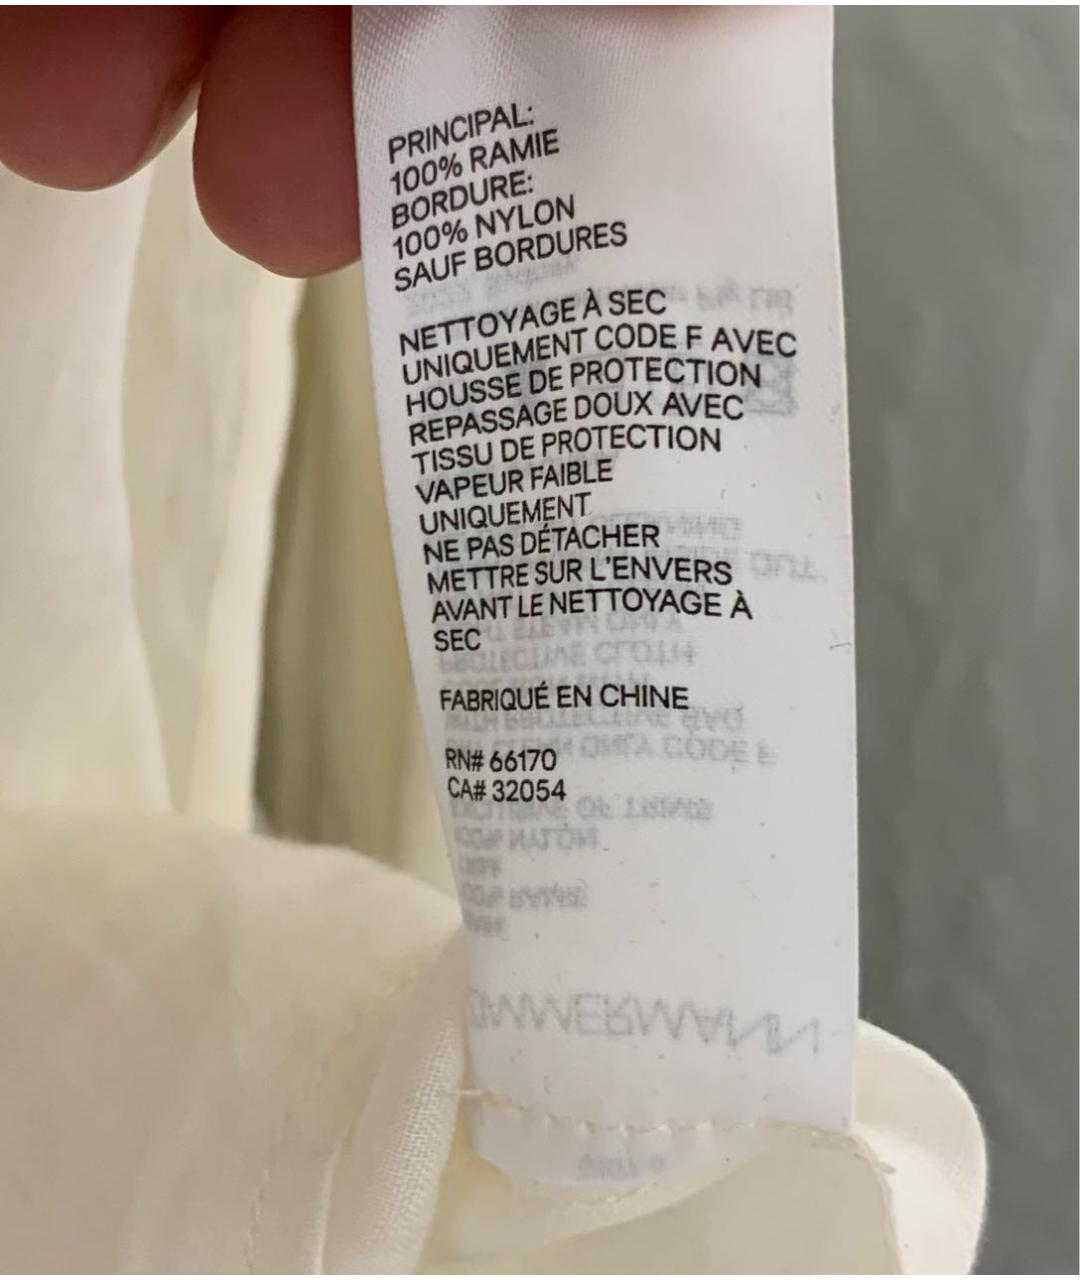 PRINCIPAL:
100% RAMIE
BORDURE:
100% NYLON
SAUF BORDURES
NETTOYAGE À SEC
UNIQUEMENT CODE F AVEC
HOUSSE DE PROTECTION
REPASSAGE DOUX AVEC
TISSU DE PROTECTION
VAPEUR FAIBLE
UNIQUEMENT
NE PAS DÉTACHER
METTRE SUR L'ENVERS
AVANT LE NETTOYAGE À
SEC
FABRIQUÉ EN CHINE
RN# 66170
CA# 32054
ZIMMERMANN